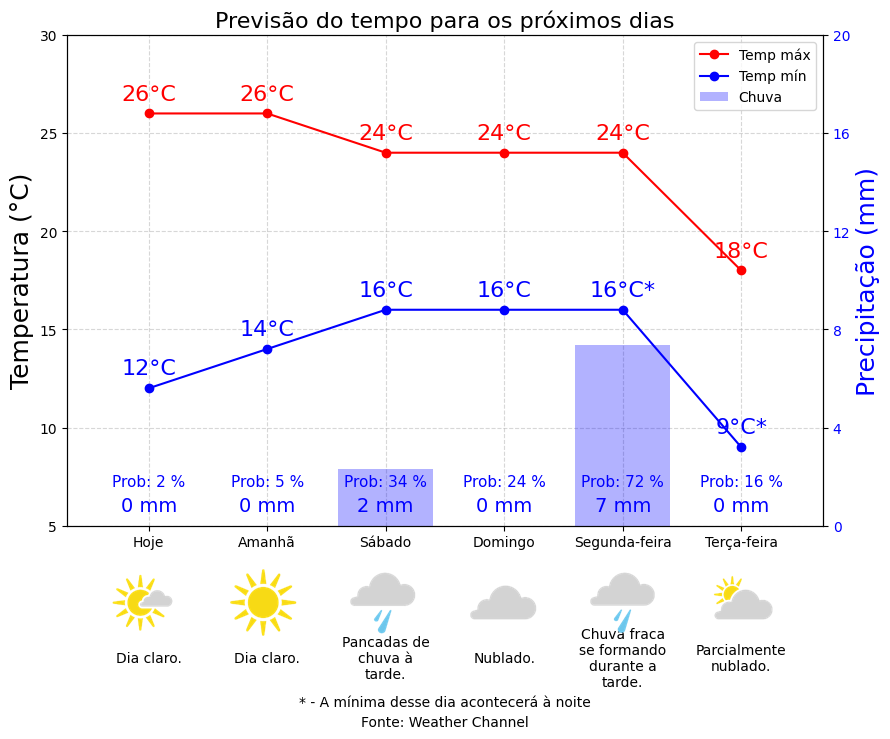 Previsão do tempo para os próximos dias
30
25
20
15
10
5
Temperatura (°C)
20
16
12
8
4
0
Precipitação (mm)
Temp máx
Temp mín
Chuva
26°C
26°C
24°C
24°C
24°C
18°C
12°C
14°C
16°C
16°C
16°C*
9°C*
Prob: 2 %
0 mm
Prob: 5 %
0 mm
Prob: 34 %
2 mm
Prob: 24 %
0 mm
Prob: 72 %
7 mm
Prob: 16 %
0 mm
Hoje
Amanhã
Sábado
Domingo
Segunda-feira
Terça-feira
Dia claro.
Dia claro.
Pancadas de
chuva à
tarde.
Nublado.
Chuva fraca
se formando
durante a
tarde.
Parcialmente
nublado.
* - A mínima desse dia acontecerá à noite
Fonte: Weather Channel